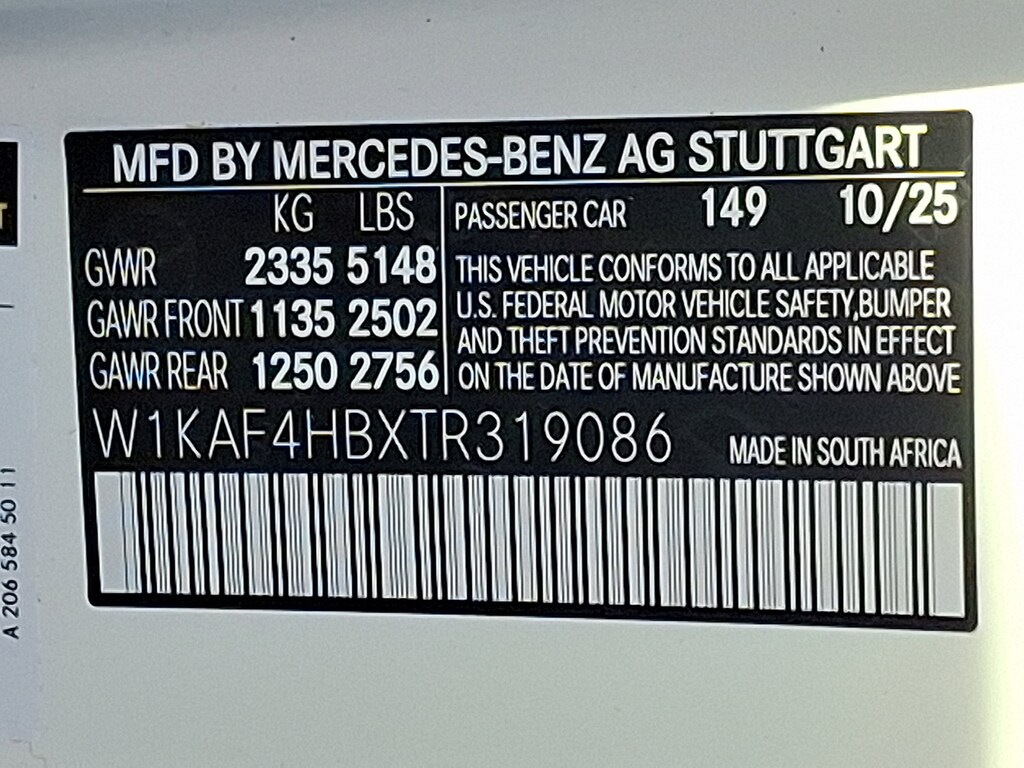 MFD BY MERCEDES-BENZ AG STUTTGART
KG LBS
GVWR 2335 5148
GAWR FRONT 1135 2502
GAWR REAR 1250 2756
PASSENGER CAR 149 10/25
THIS VEHICLE CONFORMS TO ALL APPLICABLE
U.S. FEDERAL MOTOR VEHICLE SAFETY,BUMPER
AND THEFT PREVENTION STANDARDS IN EFFECT
ON THE DATE OF MANUFACTURE SHOWN ABOVE
W1KAF4HBXTR319086
MADE IN SOUTH AFRICA
A 206 584 50 11